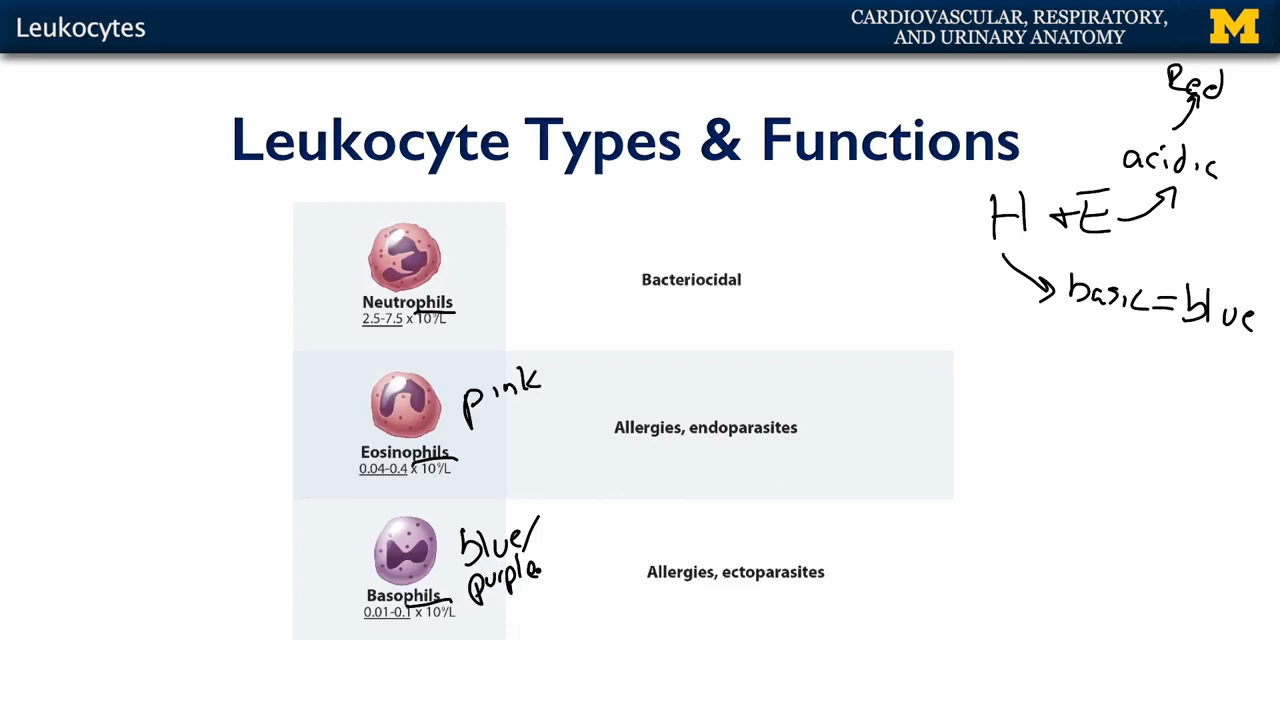 Leukocytes
CARDIOVASCULAR, RESPIRATORY,
AND URINARY ANATOMY
M
Red
Leukocyte Types & Functions
acidic
H + E
basic = blue
Neutrophils
2.5-7.5 x 10⁹/L
Bacteriocidal
pink
Eosinophils
0.04-0.4 x 10⁹/L
Allergies, endoparasites
blue/
purple
Basophils
0.01-0.1 x 10⁹/L
Allergies, ectoparasites